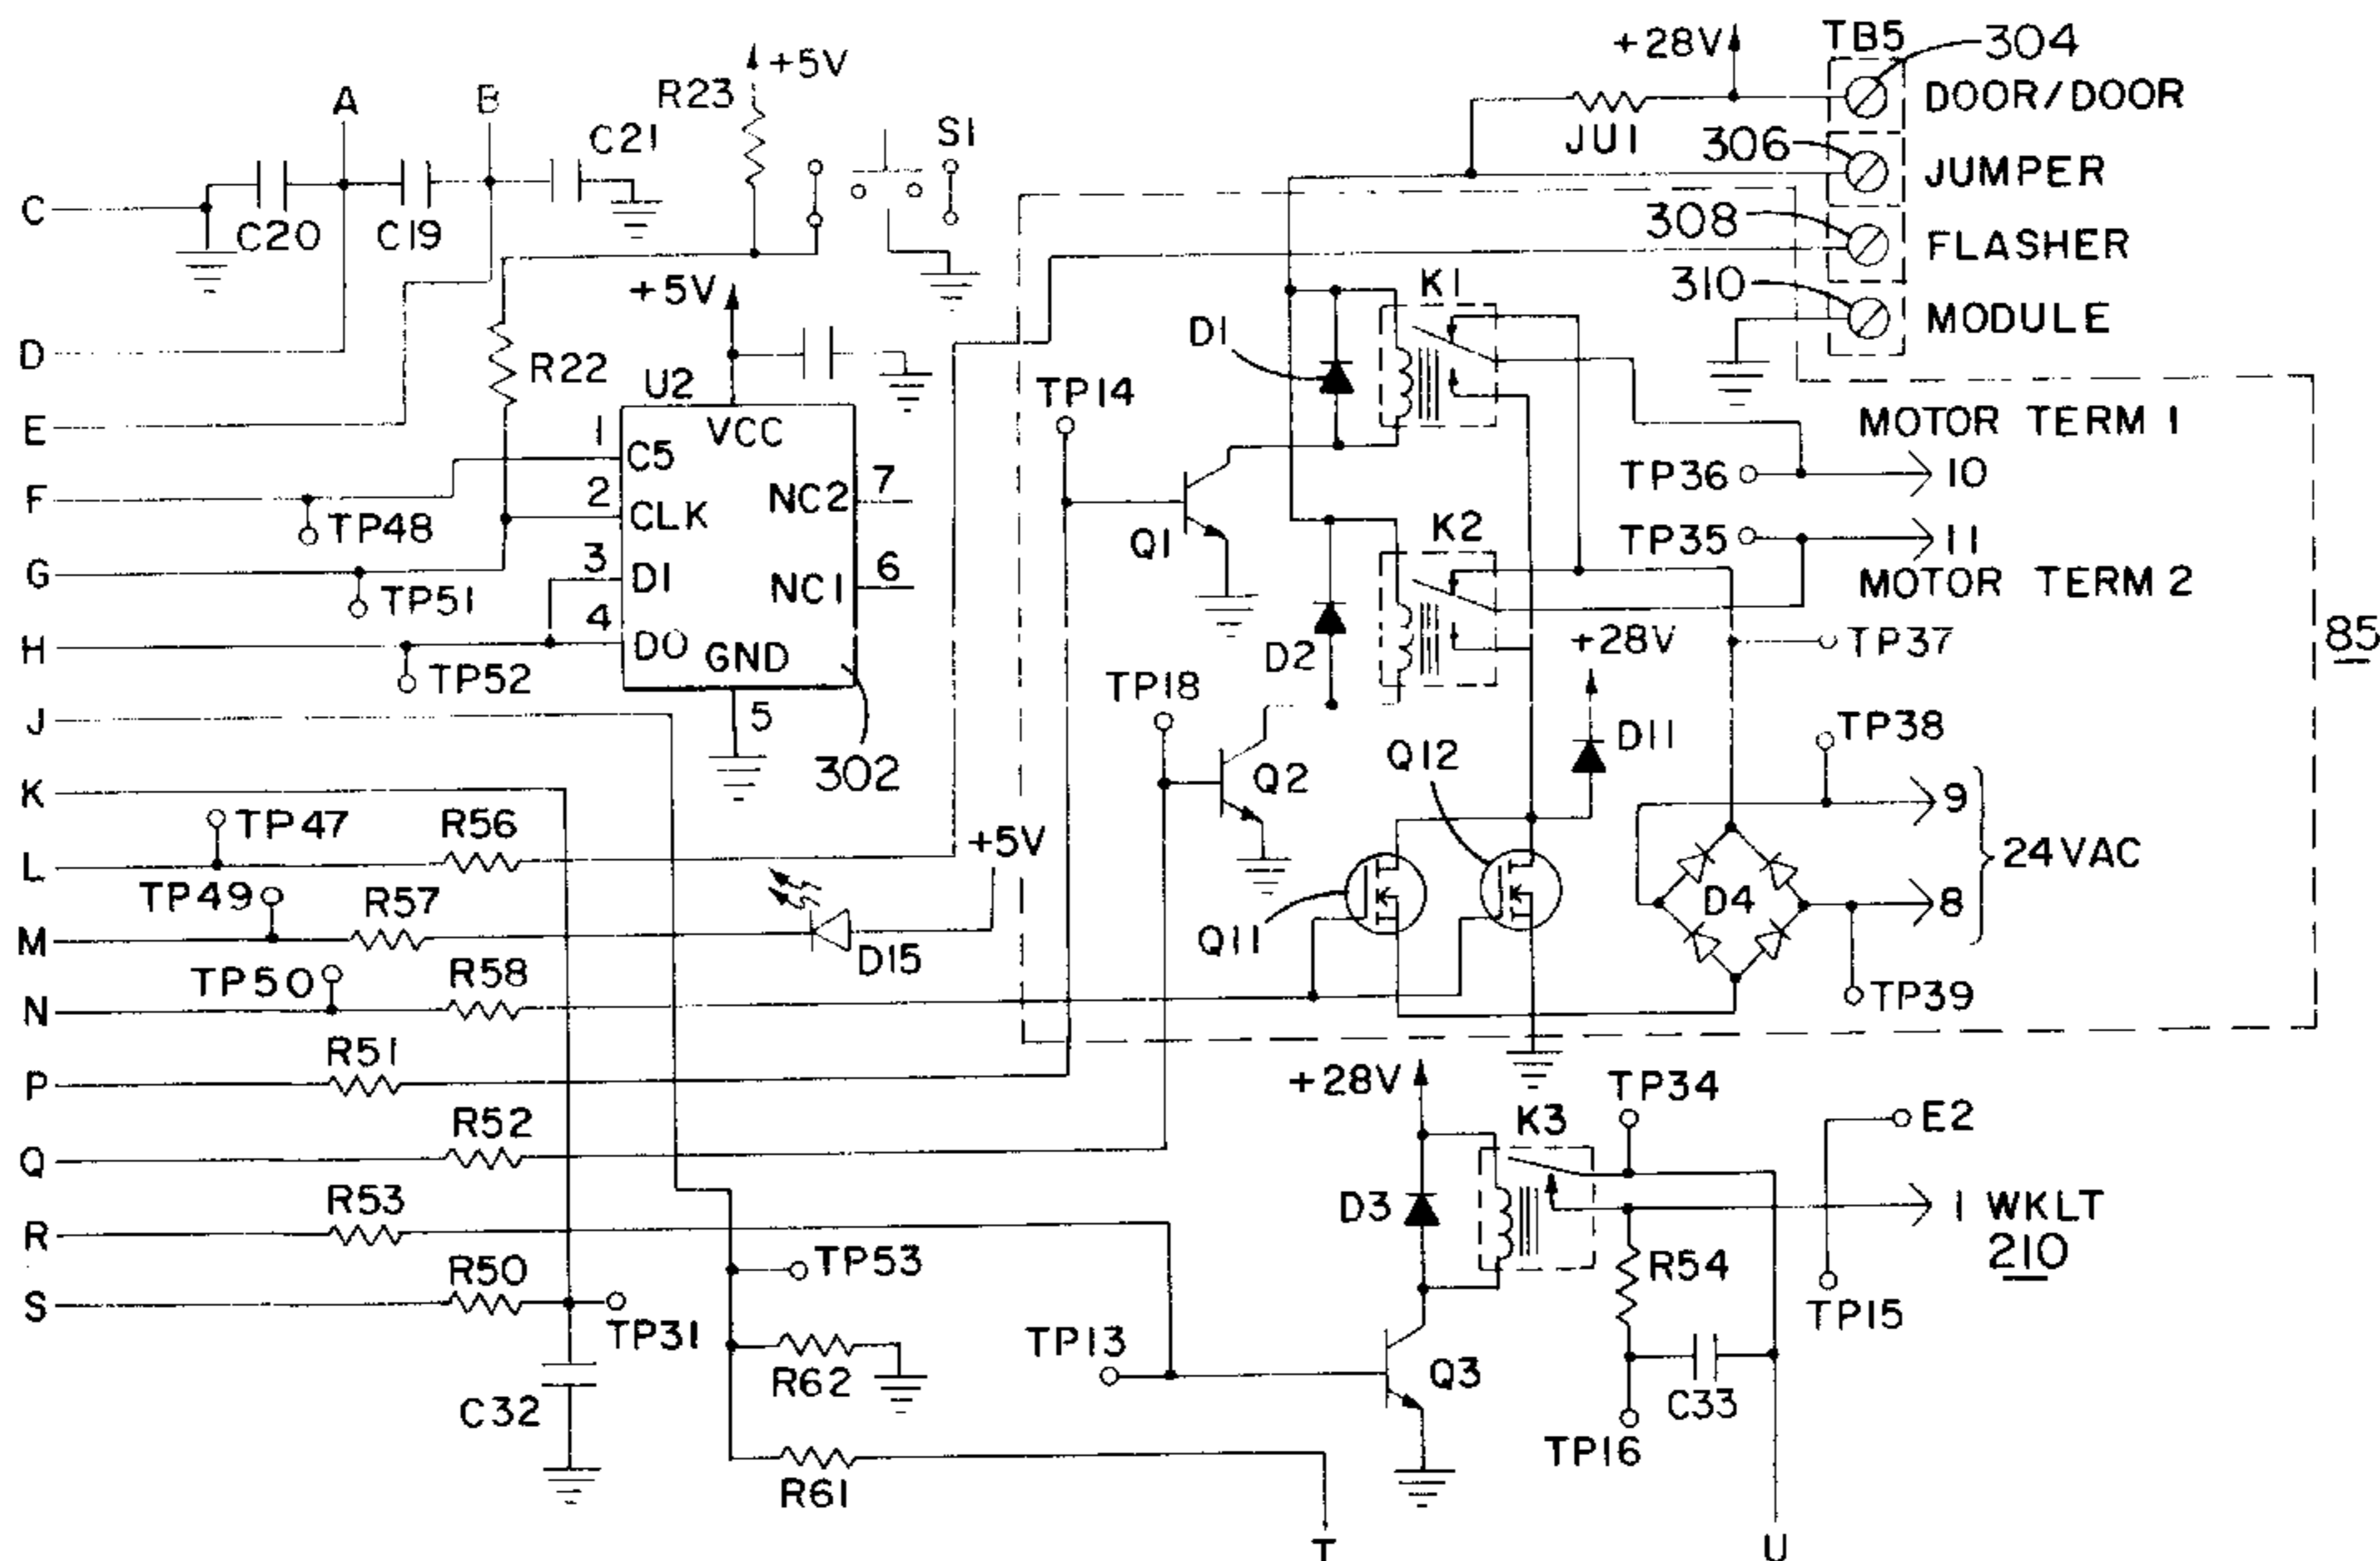 +28V
TB5
304
DOOR/DOOR
+5V
R23
A
B
C21
S1
JU1
306
JUMPER
C
C20
C19
308
FLASHER
+5V
310
MODULE
K1
D1
D
R22
U2
TP14
E
1
VCC
MOTOR TERM 1
C5
TP36
10
F
2
NC2
7
TP48
CLK
Q1
K2
TP35
11
G
3
D1
NC1
6
MOTOR TERM 2
TP51
4
H
D0
GND
D2
+28V
TP37
85
TP52
TP18
J
5
302
Q12
D11
TP38
K
Q2
9
TP47
R56
+5V
24VAC
L
TP49
R57
D4
8
M
D15
Q11
TP50
R58
TP39
N
R51
P
+28V
TP34
R52
K3
E2
Q
R53
D3
1 WKLT
R
210
R50
TP53
R54
S
TP31
TP15
TP13
R62
Q3
C33
C32
TP16
R61
T
U